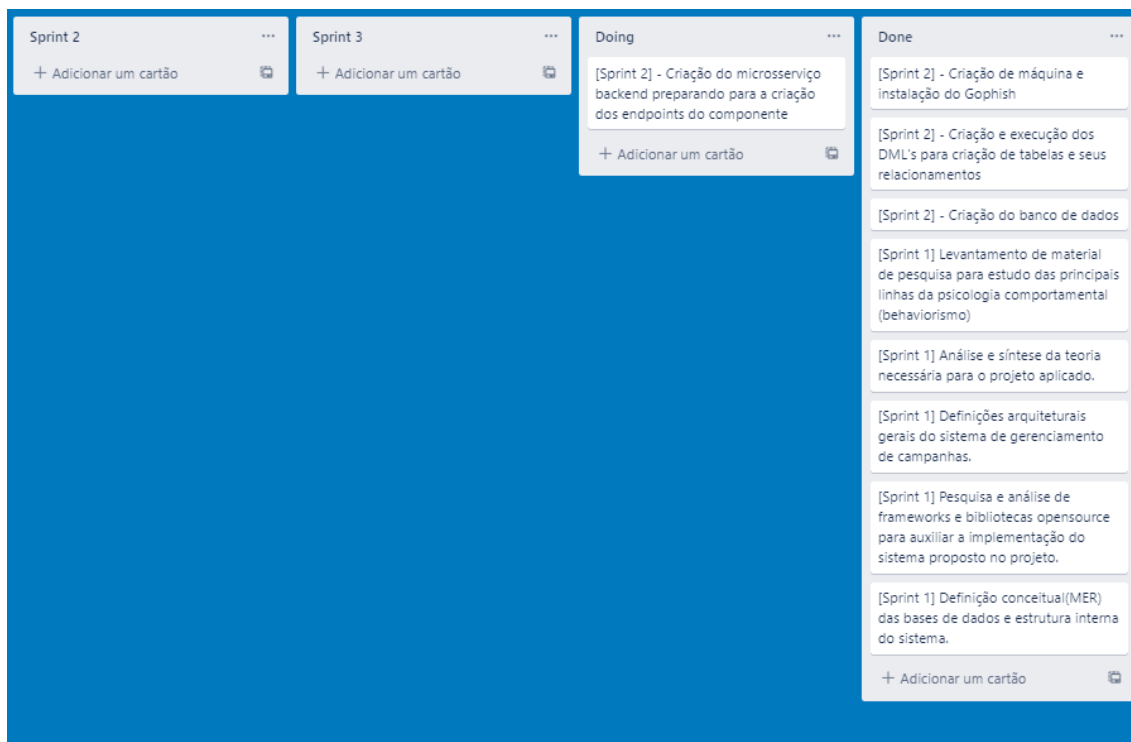 Sprint 2
+ Adicionar um cartão
Sprint 3
+ Adicionar um cartão
Doing
[Sprint 2] - Criação do microsserviço
backend preparando para a criação
dos endpoints do componente
+ Adicionar um cartão
Done
[Sprint 2] - Criação de máquina e
instalação do Gophish
[Sprint 2] - Criação e execução dos
DML's para criação de tabelas e seus
relacionamentos
[Sprint 2] - Criação do banco de dados
[Sprint 1] Levantamento de material
de pesquisa para estudo das principais
linhas da psicologia comportamental
(behaviorismo)
[Sprint 1] Análise e síntese da teoria
necessária para o projeto aplicado.
[Sprint 1] Definições arquiteturais
gerais do sistema de gerenciamento
de campanhas.
[Sprint 1] Pesquisa e análise de
frameworks e bibliotecas opensource
para auxiliar a implementação do
sistema proposto no projeto.
[Sprint 1] Definição conceitual(MER)
das bases de dados e estrutura interna
do sistema.
+ Adicionar um cartão